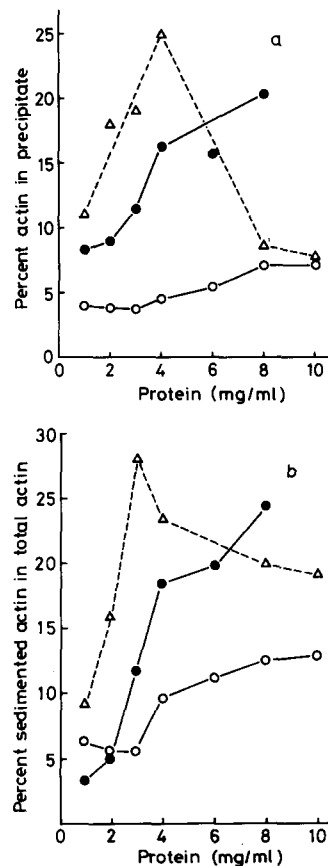 a
Percent actin in precipitate
25
20
15
10
5
0
0 2 4 6 8 10
Protein (mg/ml)
b
Percent sedimented actin in total actin
30
25
20
15
10
5
0 2 4 6 8 10
Protein (mg/ml)